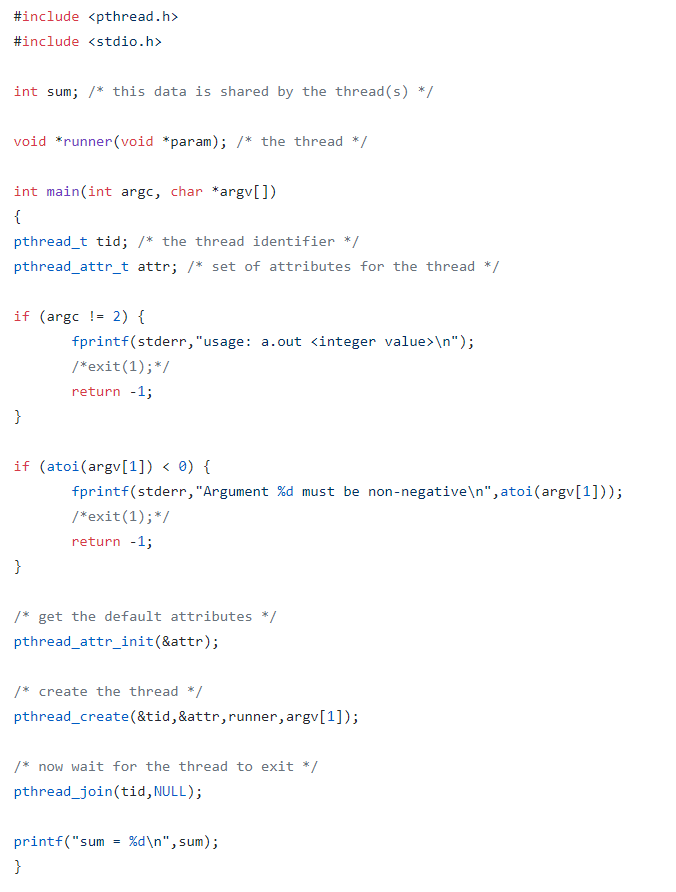 #include <pthread.h>
#include <stdio.h>
int sum; /* this data is shared by the thread(s) */
void *runner(void *param); /* the thread */
int main(int argc, char *argv[])
{
pthread_t tid; /* the thread identifier */
pthread_attr_t attr; /* set of attributes for the thread */
if (argc != 2) {
fprintf(stderr,"usage: a.out <integer value>\n");
/*exit(1);*/
return -1;
}
if (atoi(argv[1]) < 0) {
fprintf(stderr,"Argument %d must be non-negative\n",atoi(argv[1]));
/*exit(1);*/
return -1;
}
/* get the default attributes */
pthread_attr_init(&attr);
/* create the thread */
pthread_create(&tid,&attr,runner,argv[1]);
/* now wait for the thread to exit */
pthread_join(tid,NULL);
printf("sum = %d\n",sum);
}